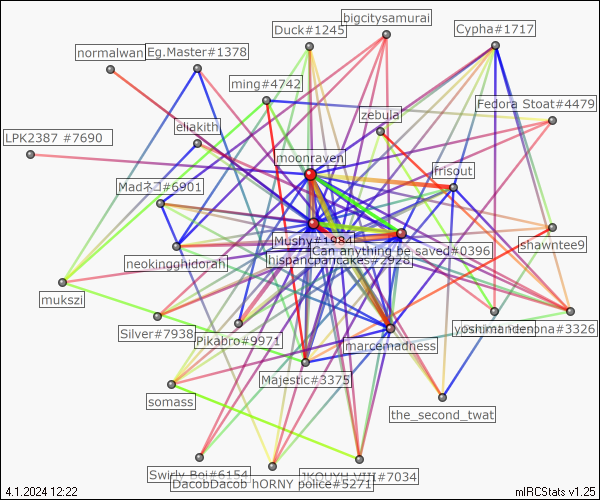 bigcitysamurai
Duck#1245
Cypha#1717
normalwan
Eg.Master#1378
ming#4742
Fedora Stoat#4479
zebula
eliakith
LPK2387 #7690
moonraven
frisout
Madネコ#6901
Mushy#1984
Can anything be saved#0396
shawntee9
neokingghidorah
hispancpancakes#2928
mukszi
Silver#7938
Persona#3326
Pikabro#9971
marcemadness
Majestic#3375
somass
the_second_twat
Swirly Boi#6154
#7034
DacobDacob hORNY police#5271
4.1.2024 12:22
mIRCStats v1.25